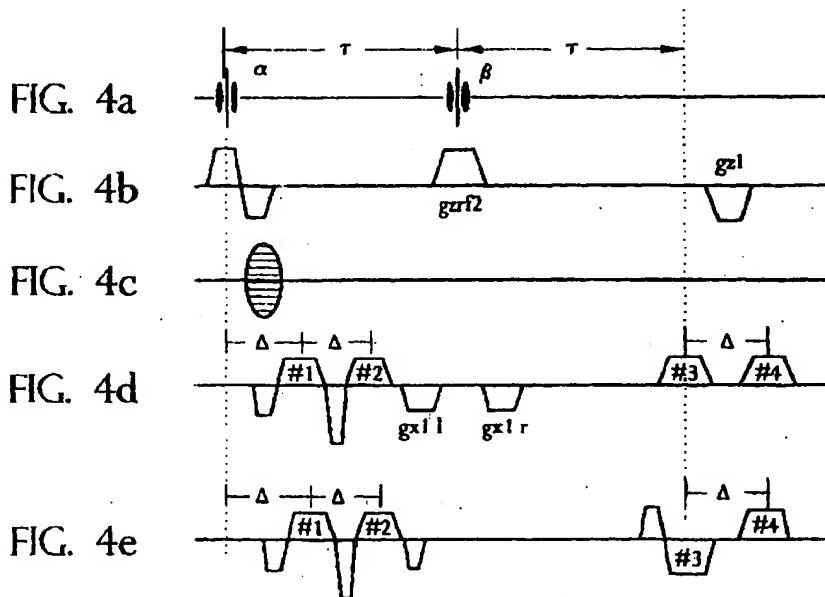 τ τ
α β
FIG. 4a
gz1
FIG. 4b
gzrf2
FIG. 4c
Δ Δ Δ
FIG. 4d #1 #2 #3 #4
gx1 l gx1 r
Δ Δ Δ
FIG. 4e #1 #2 #3 #4